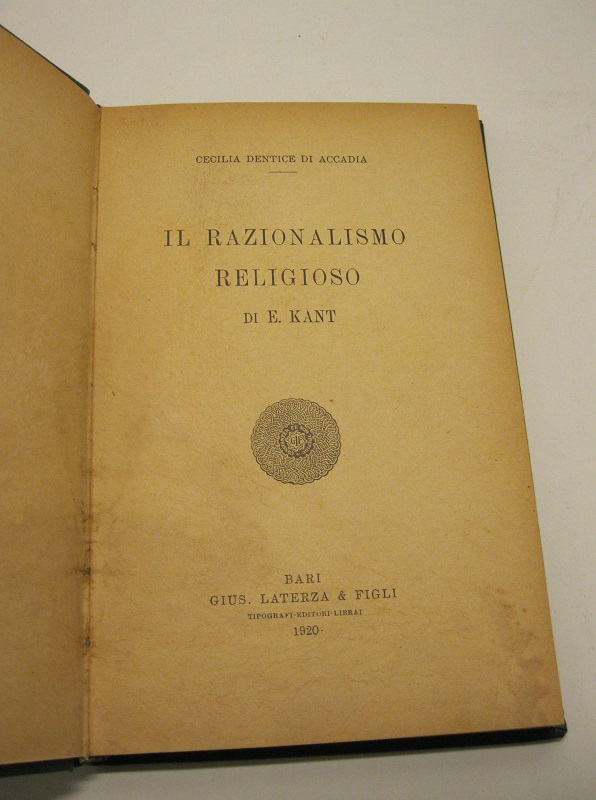 CECILIA DENTICE DI ACCADIA
IL RAZIONALISMO
RELIGIOSO
DI E. KANT
BARI
GIUS. LATERZA & FIGLI
TIPOGRAFI-EDITORI-LIBRAI
1920